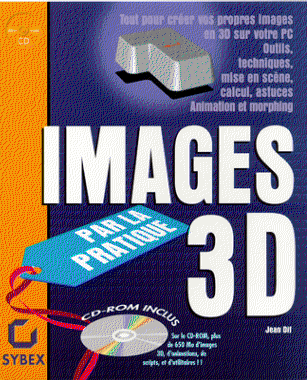 CD
Tout pour créer vos propres images
en 3D sur votre PC
Outils,
techniques,
mise en scène,
calcul, astuces
Animation et morphing
IMAGES
3D
PAR LA
PRATIQUE
Jean Oif
CD-ROM INCLUS
Sur le CD-ROM, plus
de 650 Mo d'images
3D, d'animations, de
scripts, et d'utilitaires !!
SYBEX